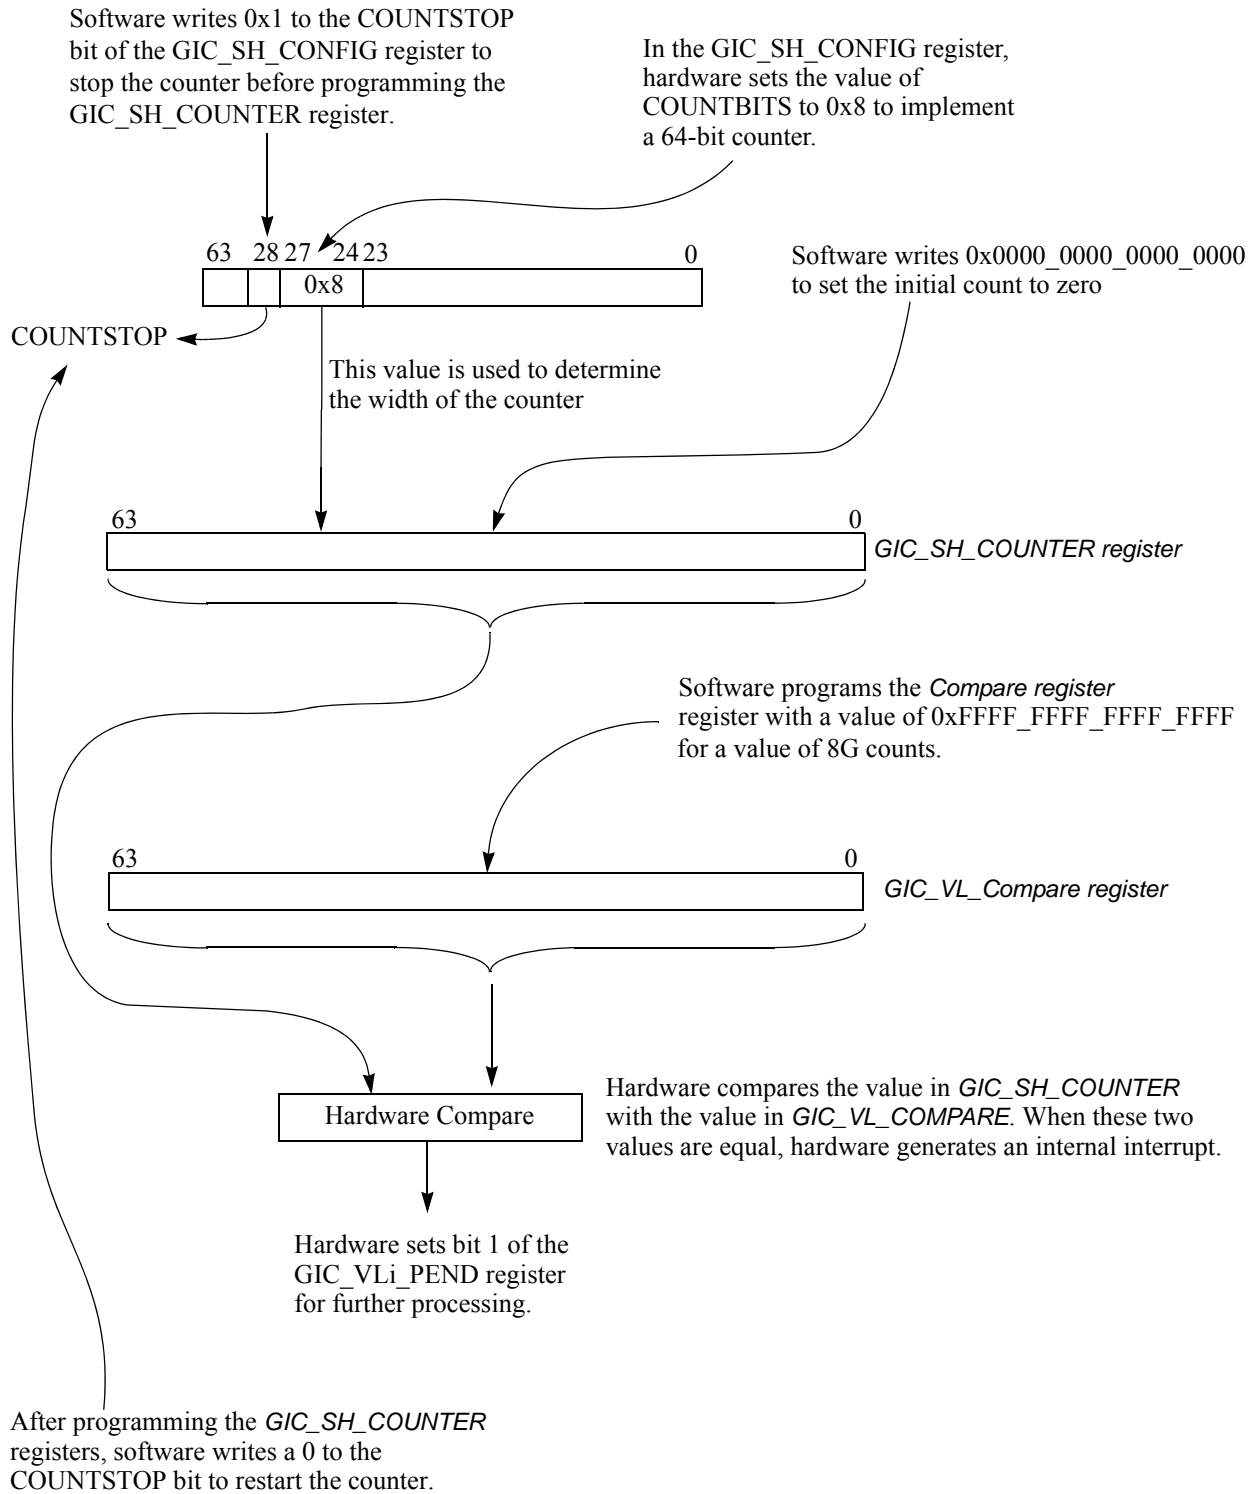 Software writes 0x1 to the COUNTSTOP
bit of the GIC_SH_CONFIG register to
stop the counter before programming the
GIC_SH_COUNTER register.
In the GIC_SH_CONFIG register,
hardware sets the value of
COUNTBITS to 0x8 to implement
a 64-bit counter.
63 28 27 24 23 0
0x8
Software writes 0x0000_0000_0000_0000
to set the initial count to zero
COUNTSTOP
This value is used to determine
the width of the counter
63 0
GIC_SH_COUNTER register
Software programs the Compare register
register with a value of 0xFFFF_FFFF_FFFF_FFFF
for a value of 8G counts.
63 0
GIC_VL_Compare register
Hardware Compare
Hardware compares the value in GIC_SH_COUNTER
with the value in GIC_VL_COMPARE. When these two
values are equal, hardware generates an internal interrupt.
Hardware sets bit 1 of the
GIC_VLi_PEND register
for further processing.
After programming the GIC_SH_COUNTER
registers, software writes a 0 to the
COUNTSTOP bit to restart the counter.